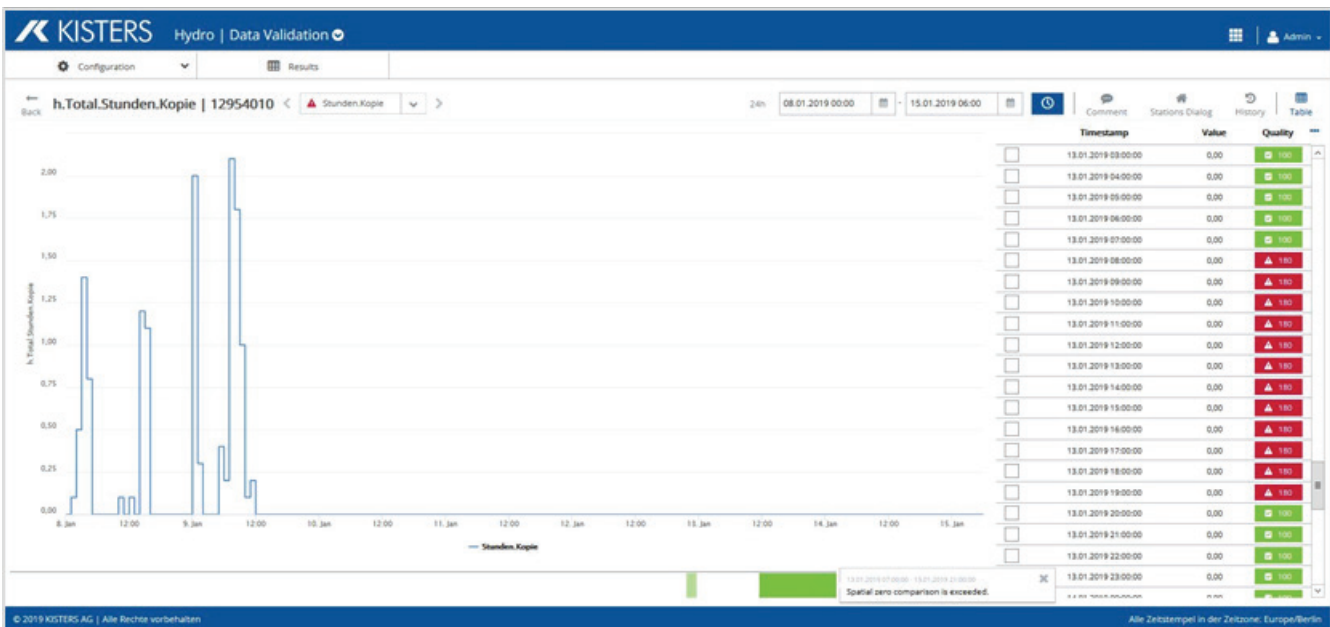 KISTERS Hydro | Data Validation Admin
Configuration Results
Back h.Total.Stunden.Kopie | 12954010 Stunden.Kopie 24h 08.01.2019 00:00 - 15.01.2019 06:00 Comment Stations Dialog History Table
Timestamp Value Quality
13.01.2019 03:00:00 0,00 100
13.01.2019 04:00:00 0,00 100
13.01.2019 05:00:00 0,00 100
13.01.2019 06:00:00 0,00 100
13.01.2019 07:00:00 0,00 100
13.01.2019 08:00:00 0,00 180
13.01.2019 09:00:00 0,00 180
13.01.2019 10:00:00 0,00 180
13.01.2019 11:00:00 0,00 180
13.01.2019 12:00:00 0,00 180
13.01.2019 13:00:00 0,00 180
13.01.2019 14:00:00 0,00 180
13.01.2019 15:00:00 0,00 180
13.01.2019 16:00:00 0,00 180
13.01.2019 17:00:00 0,00 180
13.01.2019 18:00:00 0,00 180
13.01.2019 19:00:00 0,00 180
13.01.2019 20:00:00 0,00 100
13.01.2019 21:00:00 0,00 100
13.01.2019 22:00:00 0,00 100
13.01.2019 23:00:00 0,00 100
h.Total.Stunden.Kopie
2,00
1,75
1,50
1,25
1,00
0,75
0,50
0,25
0,00
8. Jan 12:00 9. Jan 12:00 10. Jan 12:00 11. Jan 12:00 12. Jan 12:00 13. Jan 12:00 14. Jan 12:00 15. Jan
Stunden.Kopie
Spatial zero comparison is exceeded.
© 2019 KISTERS AG | Alle Rechte vorbehalten Alle Zeitstempel in der Zeitzone: Europe/Berlin